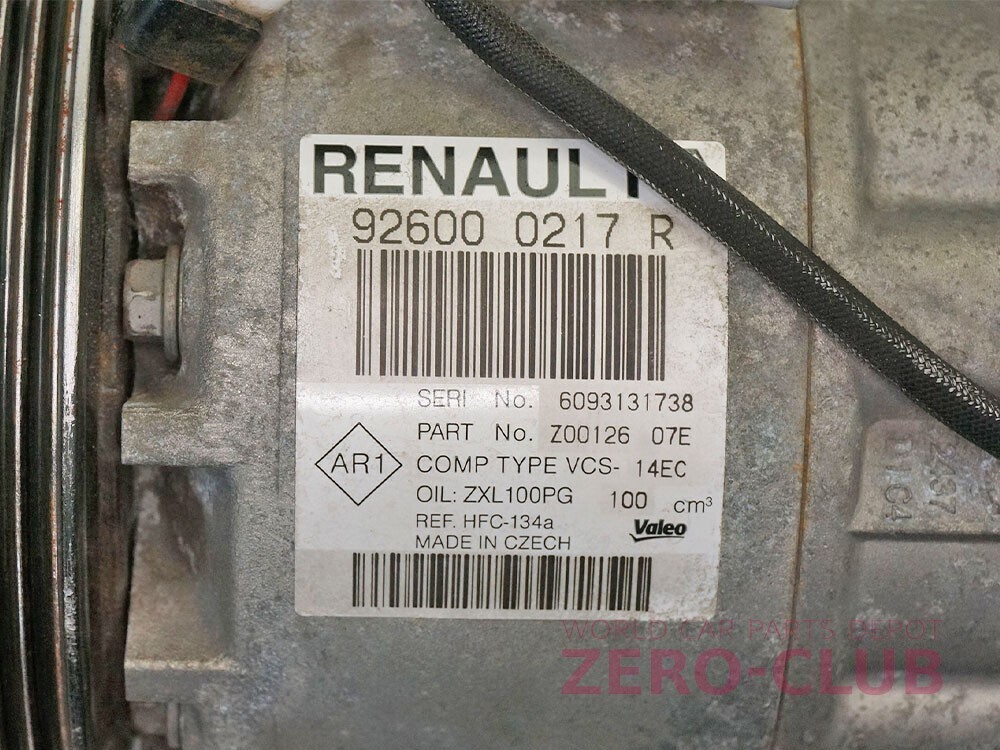 RENAULT
92600 0217 R
SERI No. 6093131738
PART No. Z00126 07E
AR1
COMP TYPE VCS- 14EC
OIL: ZXL100PG 100 cm³
REF. HFC-134a
MADE IN CZECH
Valeo
WORLD CAR PARTS DEPOT
ZERO-CLUB